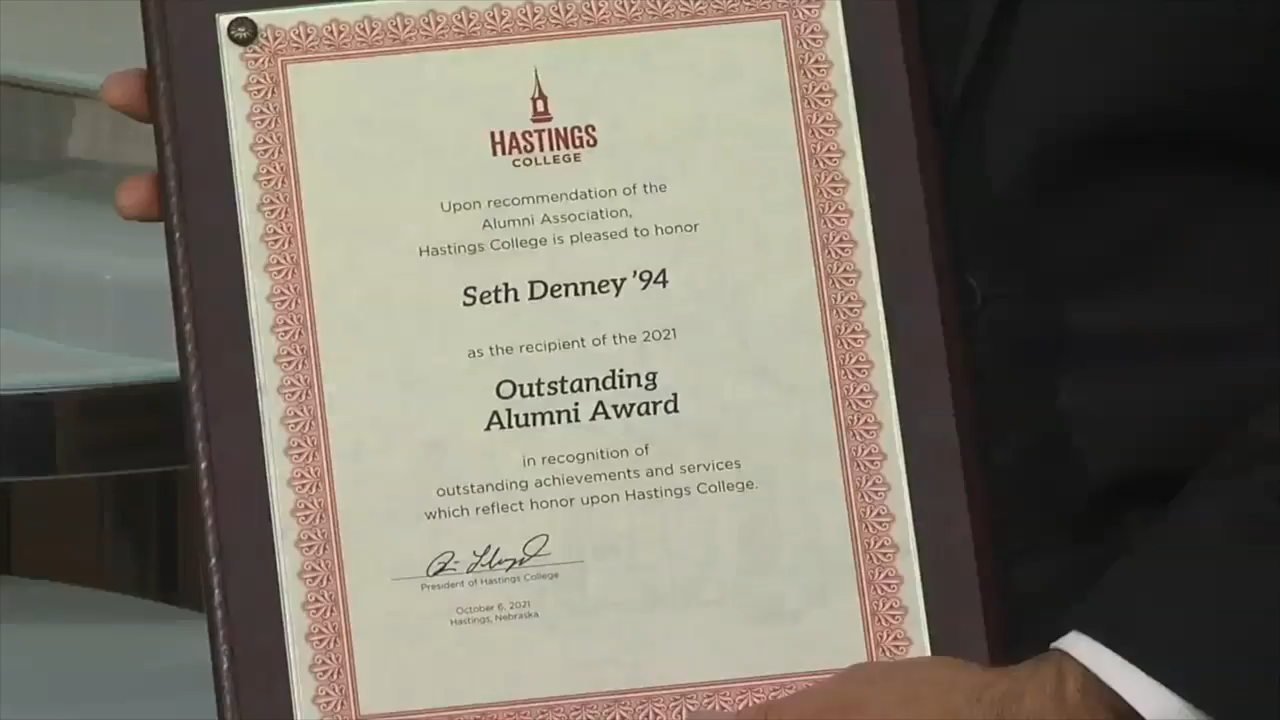 HASTINGS
COLLEGE
Upon recommendation of the
Alumni Association,
Hastings College is pleased to honor
Seth Denney ’94
as the recipient of the 2021
Outstanding
Alumni Award
in recognition of
outstanding achievements and services
which reflect honor upon Hastings College.
President of Hastings College
October 6, 2021
Hastings, Nebraska